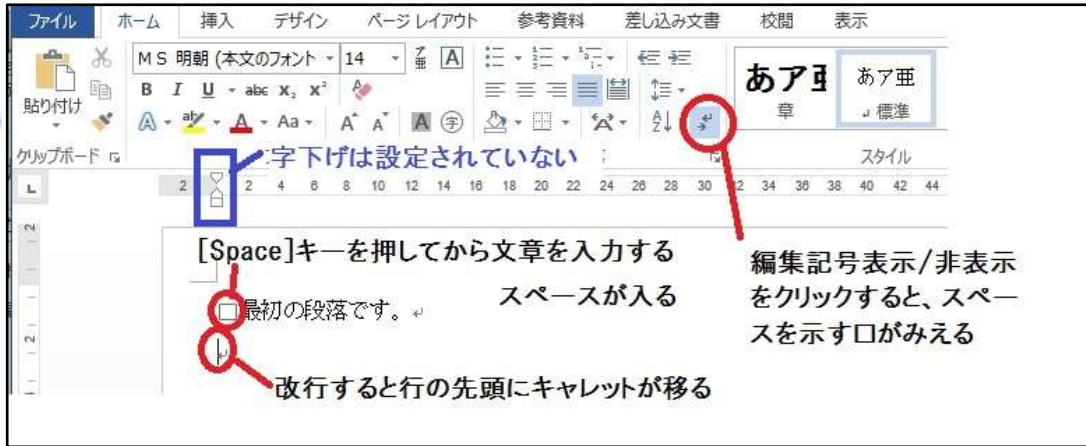 ファイル ホーム 挿入 デザイン ページ レイアウト 参考資料 差し込み文書 校閲 表示
MS 明朝 (本文のフォント 14 A
B I U abc X₂ X² あア亜 あア亜
貼り付け 章 ↵ 標準
A aby A Aa A A A 字 A Z
クリップボード スタイル
字下げは設定されていない
L 2 2 4 6 8 10 12 14 16 18 20 22 24 26 28 30 32 34 36 38 40 42 44
2
[Space]キーを押してから文章を入力する
スペースが入る
編集記号表示/非表示
をクリックすると、スペー
スを示す口がみえる
□最初の段落です。↵
2
改行すると行の先頭にキャレットが移る